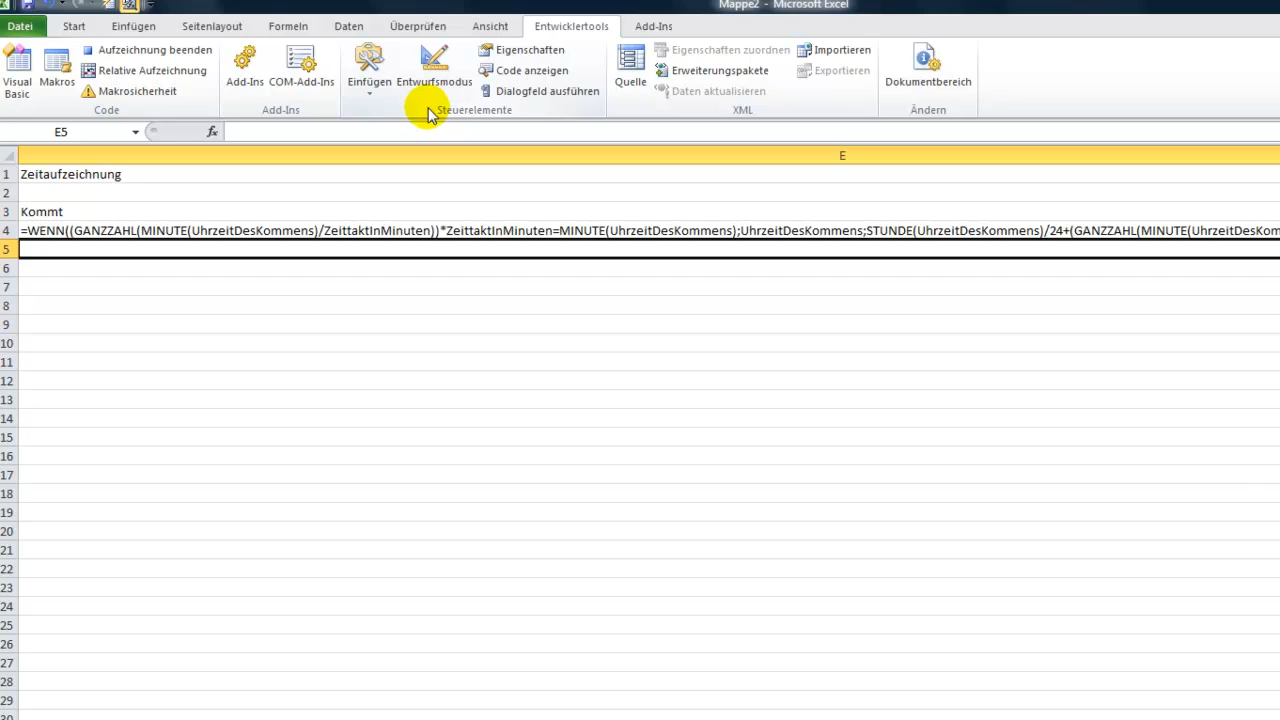 Mappe2 - Microsoft Excel
Datei Start Einfügen Seitenlayout Formeln Daten Überprüfen Ansicht Entwicklertools Add-Ins
Visual Basic
Makros
Aufzeichnung beenden
Relative Aufzeichnung
Makrosicherheit
Code
Add-Ins
COM-Add-Ins
Add-Ins
Einfügen
Entwurfsmodus
Eigenschaften
Code anzeigen
Dialogfeld ausführen
Steuerelemente
Quelle
Eigenschaften zuordnen
Erweiterungspakete
Daten aktualisieren
Importieren
Exportieren
XML
Dokumentbereich
Ändern
E5
fx
E
1 Zeitaufzeichnung
2
3 Kommt
4 =WENN((GANZZAHL(MINUTE(UhrzeitDesKommens)/ZeittaktInMinuten))*ZeittaktInMinuten=MINUTE(UhrzeitDesKommens);UhrzeitDesKommens;STUNDE(UhrzeitDesKommens)/24+(GANZZAHL(MINUTE(UhrzeitDesKom
5
6
7
8
9
10
11
12
13
14
15
16
17
18
19
20
21
22
23
24
25
26
27
28
29
30